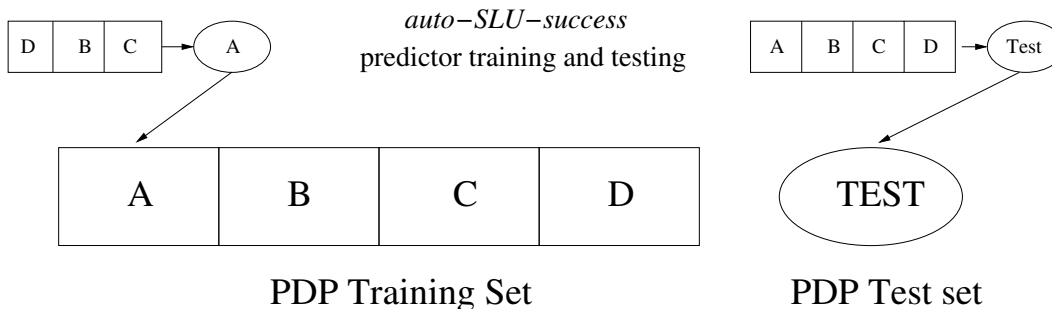 D B C A
auto-SLU-success
predictor training and testing
A B C D Test
A B C D
TEST
PDP Training Set
PDP Test set